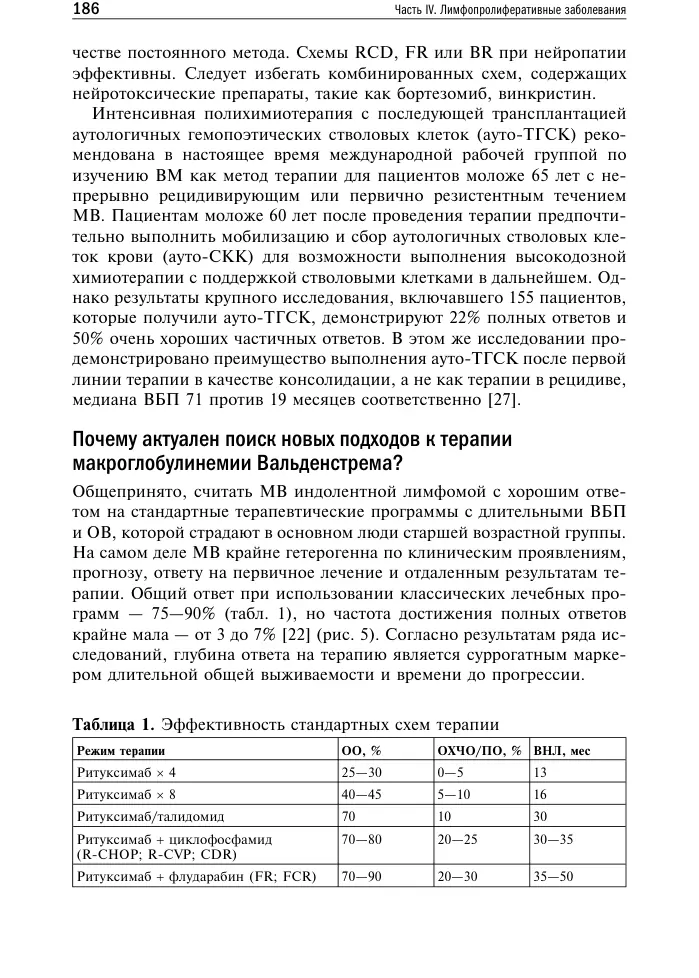 186
Часть IV. Лимфопролиферативные заболевания
честве постоянного метода. Схемы RCD, FR или BR при нейропатии
эффективны. Следует избегать комбинированных схем, содержащих
нейротоксические препараты, такие как бортезомиб, винкристин.
Интенсивная полихимиотерапия с последующей трансплантацией
аутологичных гемопоэтических стволовых клеток (ауто-ТГСК) реко-
мендована в настоящее время международной рабочей группой по
изучению ВМ как метод терапии для пациентов моложе 65 лет с не-
прерывно рецидивирующим или первично резистентным течением
МВ. Пациентам моложе 60 лет после проведения терапии предпочти-
тельно выполнить мобилизацию и сбор аутологичных стволовых кле-
ток крови (ауто-СКК) для возможности выполнения высокодозной
химиотерапии с поддержкой стволовыми клетками в дальнейшем. Од-
нако результаты крупного исследования, включавшего 155 пациентов,
которые получили ауто-ТГСК, демонстрируют 22% полных ответов и
50% очень хороших частичных ответов. В этом же исследовании про-
демонстрировано преимущество выполнения ауто-ТГСК после первой
линии терапии в качестве консолидации, а не как терапии в рецидиве,
медиана ВБП 71 против 19 месяцев соответственно [27].
Почему актуален поиск новых подходов к терапии
макроглобулинемии Вальденстрема?
Общепринято, считать МВ индолентной лимфомой с хорошим отве-
том на стандартные терапевтические программы с длительными ВБП
и ОВ, которой страдают в основном люди старшей возрастной группы.
На самом деле МВ крайне гетерогенна по клиническим проявлениям,
прогнозу, ответу на первичное лечение и отдаленным результатам те-
рапии. Общий ответ при использовании классических лечебных про-
грамм — 75—90% (табл. 1), но частота достижения полных ответов
крайне мала — от 3 до 7% [22] (рис. 5). Согласно результатам ряда ис-
следований, глубина ответа на терапию является суррогатным марке-
ром длительной общей выживаемости и времени до прогрессии.
Таблица 1. Эффективность стандартных схем терапии
Режим терапии ОО, % ОХЧО/ПО, % ВНЛ, мес
Ритуксимаб × 4 25—30 0—5 13
Ритуксимаб × 8 40—45 5—10 16
Ритуксимаб/талидомид 70 10 30
Ритуксимаб + циклофосфамид 70—80 20—25 30—35
(R-CHOP; R-CVP; CDR)
Ритуксимаб + флударабин (FR; FCR) 70—90 20—30 35—50